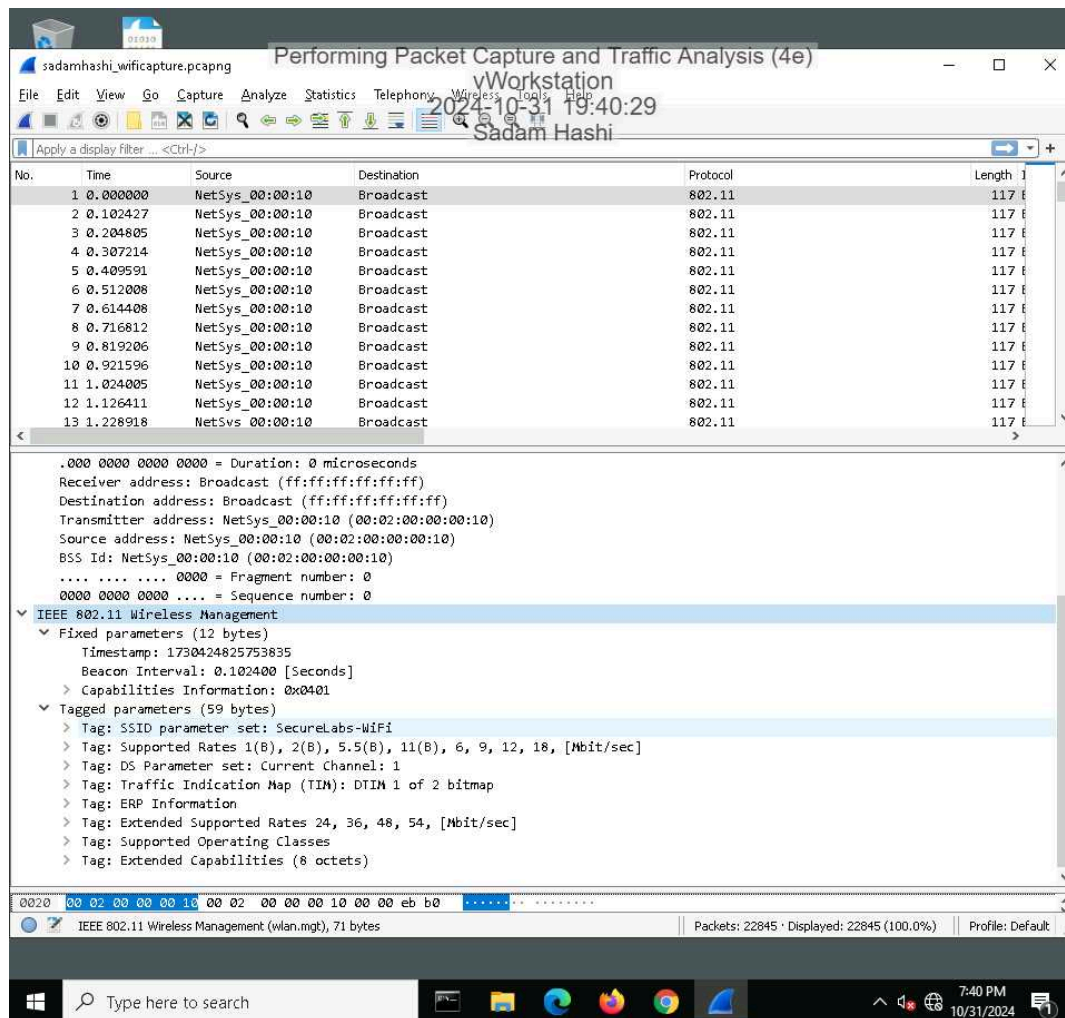 01010
Performing Packet Capture and Traffic Analysis (4e)
vWorkstation
2024-10-31 19:40:29
Sadam Hashi
sadamhashi_wificapture.pcapng
File Edit View Go Capture Analyze Statistics Telephony Wireless Tools Help
Apply a display filter ... <Ctrl-/>
No. Time Source Destination Protocol Length
1 0.000000 NetSys_00:00:10 Broadcast 802.11 117
2 0.102427 NetSys_00:00:10 Broadcast 802.11 117
3 0.204805 NetSys_00:00:10 Broadcast 802.11 117
4 0.307214 NetSys_00:00:10 Broadcast 802.11 117
5 0.409591 NetSys_00:00:10 Broadcast 802.11 117
6 0.512008 NetSys_00:00:10 Broadcast 802.11 117
7 0.614408 NetSys_00:00:10 Broadcast 802.11 117
8 0.716812 NetSys_00:00:10 Broadcast 802.11 117
9 0.819206 NetSys_00:00:10 Broadcast 802.11 117
10 0.921596 NetSys_00:00:10 Broadcast 802.11 117
11 1.024005 NetSys_00:00:10 Broadcast 802.11 117
12 1.126411 NetSys_00:00:10 Broadcast 802.11 117
13 1.228918 NetSys_00:00:10 Broadcast 802.11 117
.000 0000 0000 0000 = Duration: 0 microseconds
Receiver address: Broadcast (ff:ff:ff:ff:ff:ff)
Destination address: Broadcast (ff:ff:ff:ff:ff:ff)
Transmitter address: NetSys_00:00:10 (00:02:00:00:00:10)
Source address: NetSys_00:00:10 (00:02:00:00:00:10)
BSS Id: NetSys_00:00:10 (00:02:00:00:00:10)
.... .... .... 0000 = Fragment number: 0
0000 0000 0000 .... = Sequence number: 0
IEEE 802.11 Wireless Management
Fixed parameters (12 bytes)
Timestamp: 1730424825753835
Beacon Interval: 0.102400 [Seconds]
> Capabilities Information: 0x0401
Tagged parameters (59 bytes)
> Tag: SSID parameter set: SecureLabs-WiFi
> Tag: Supported Rates 1(B), 2(B), 5.5(B), 11(B), 6, 9, 12, 18, [Mbit/sec]
> Tag: DS Parameter set: Current Channel: 1
> Tag: Traffic Indication Map (TIM): DTIM 1 of 2 bitmap
> Tag: ERP Information
> Tag: Extended Supported Rates 24, 36, 48, 54, [Mbit/sec]
> Tag: Supported Operating Classes
> Tag: Extended Capabilities (8 octets)
0020 00 02 00 00 00 10 00 02 00 00 00 10 00 00 eb b0 ········ ········
IEEE 802.11 Wireless Management (wlan.mgt), 71 bytes Packets: 22845 · Displayed: 22845 (100.0%) Profile: Default
Type here to search
7:40 PM
10/31/2024
1